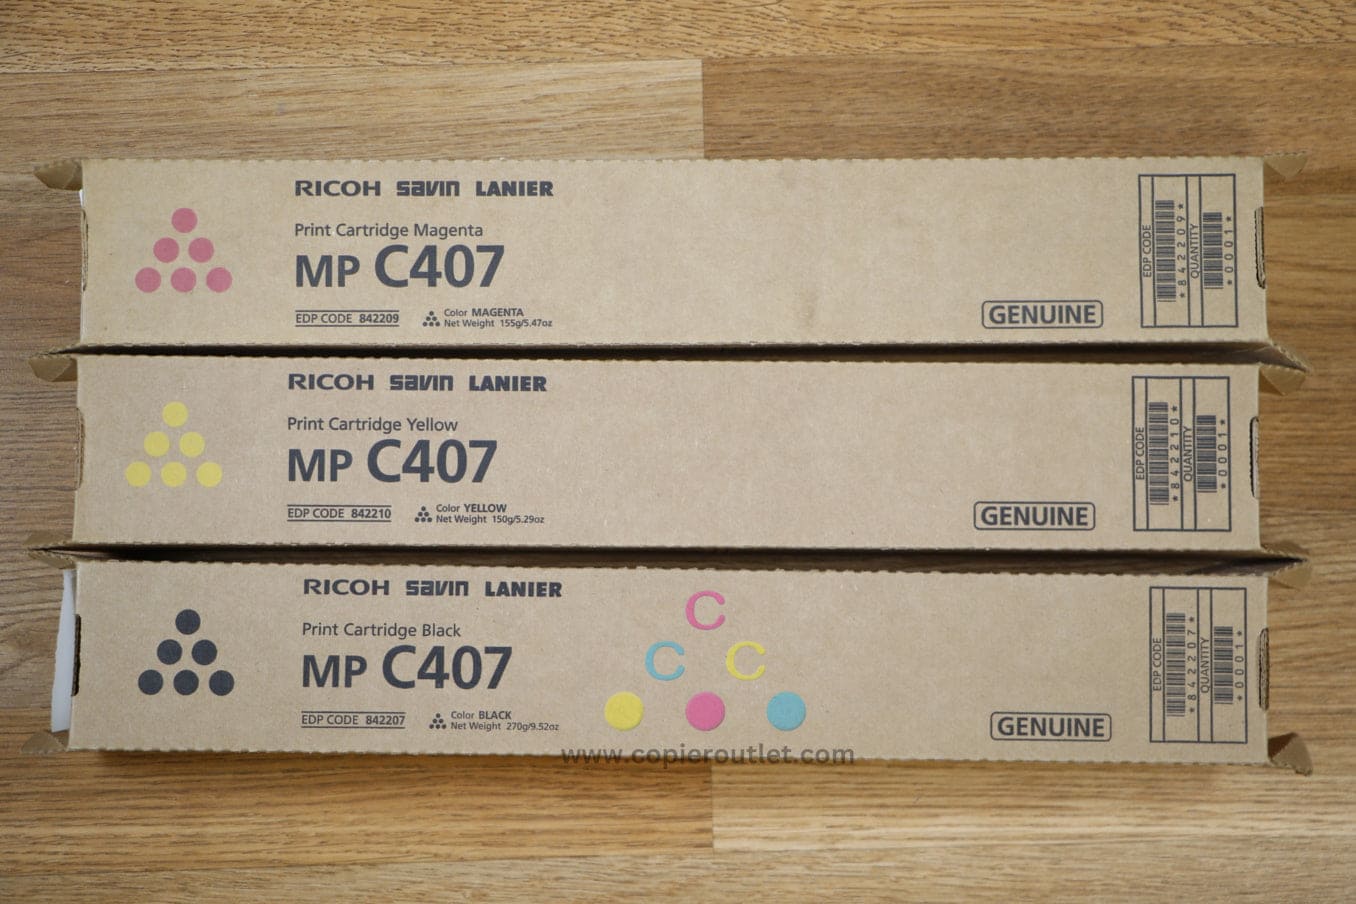 RICOH savin LANIER
Print Cartridge Magenta
MP C407
EDP CODE 842209
Color MAGENTA
Net Weight 155g/5.47oz
GENUINE
EDP CODE
*842209*
QUANTITY
*0001*
RICOH savin LANIER
Print Cartridge Yellow
MP C407
EDP CODE 842210
Color YELLOW
Net Weight 150g/5.29oz
GENUINE
EDP CODE
*842210*
QUANTITY
*0001*
RICOH savin LANIER
Print Cartridge Black
MP C407
EDP CODE 842207
Color BLACK
Net Weight 270g/9.52oz
C
C C
GENUINE
EDP CODE
*842207*
QUANTITY
*0001*
www.copieroutlet.com